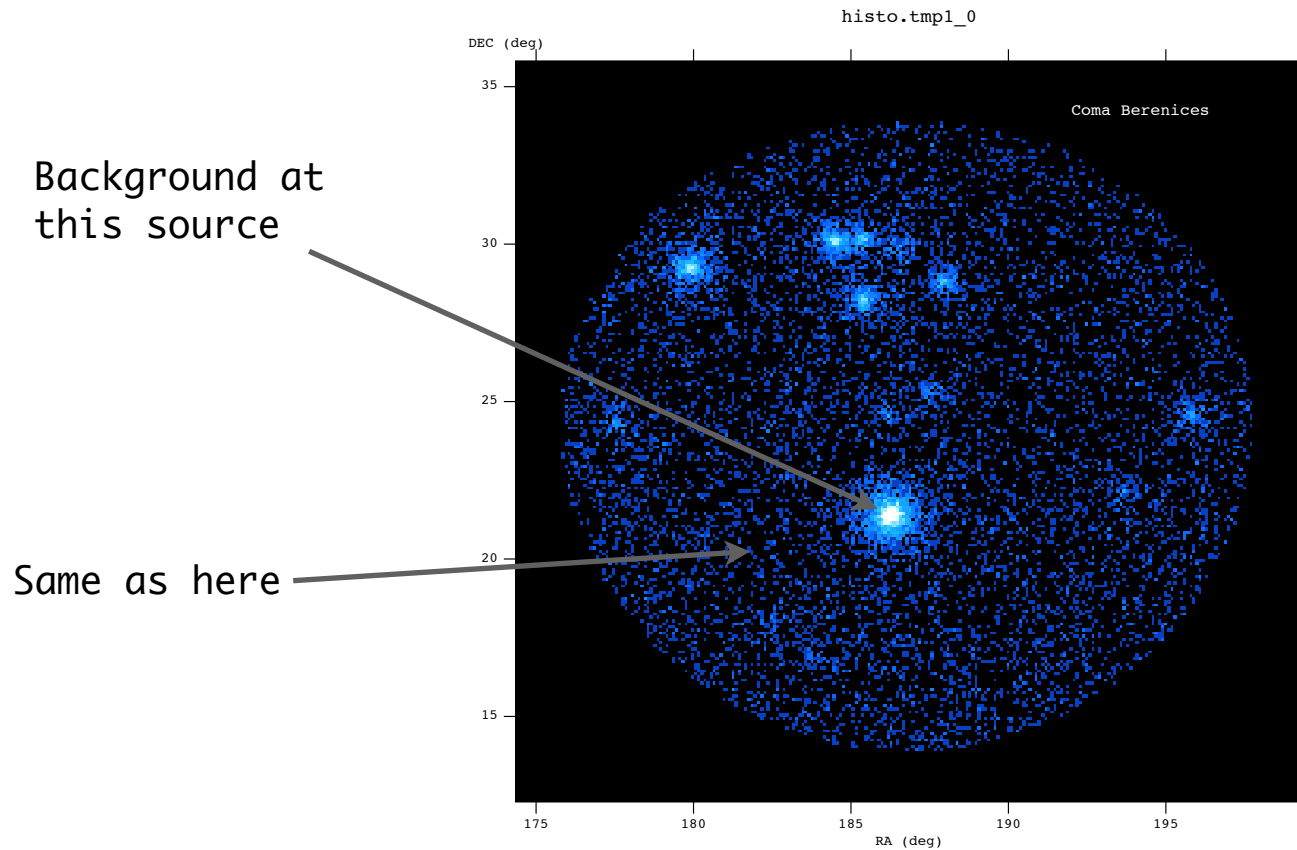 histo.tmp1_0
DEC (deg)
35
Coma Berenices
Background at
this source
30
25
20
Same as here
15
175 180 185 190 195
RA (deg)